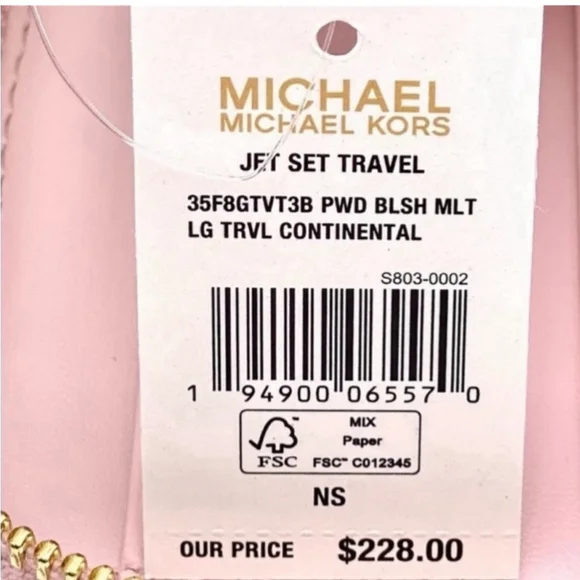 MICHAEL
MICHAEL KORS
JET SET TRAVEL
35F8GTVT3B PWD BLSH MLT
LG TRVL CONTINENTAL
S803-0002
1 94900 06557 0
FSC™
MIX
Paper
FSC™ C012345
NS
OUR PRICE $228.00